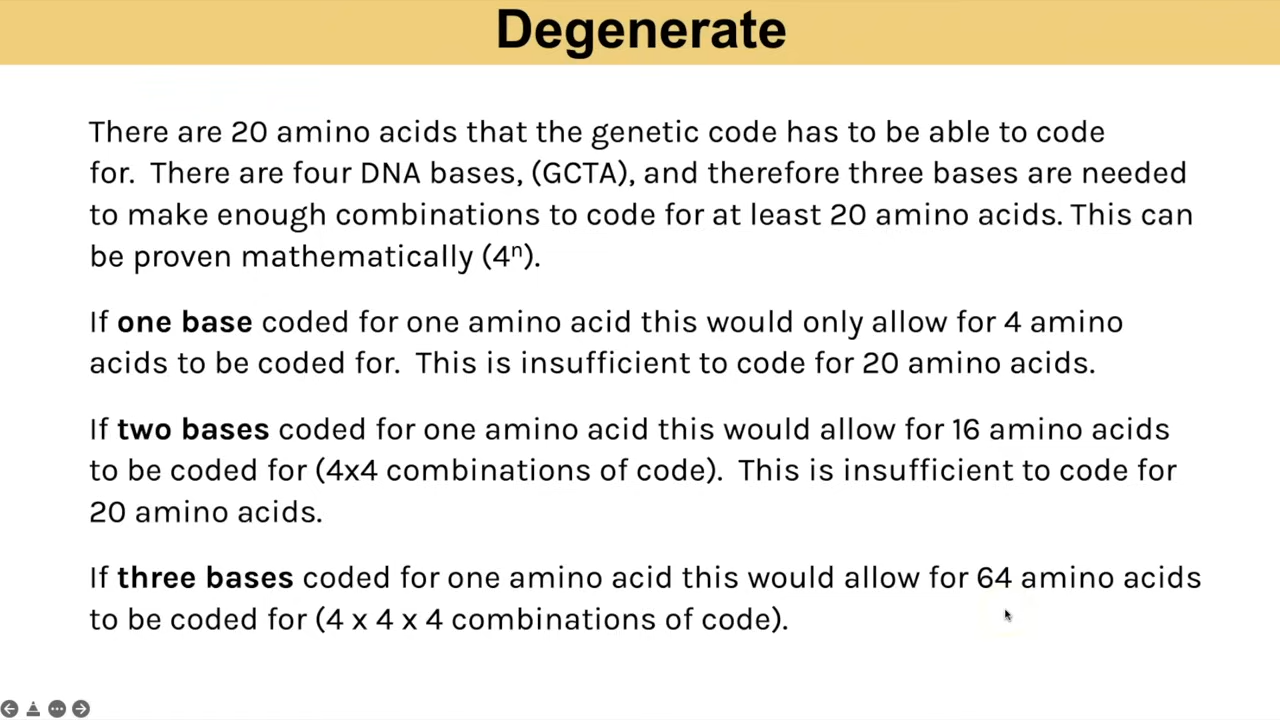 Degenerate
There are 20 amino acids that the genetic code has to be able to code
for.  There are four DNA bases, (GCTA), and therefore three bases are needed
to make enough combinations to code for at least 20 amino acids. This can
be proven mathematically (4ⁿ).
If one base coded for one amino acid this would only allow for 4 amino
acids to be coded for.  This is insufficient to code for 20 amino acids.
If two bases coded for one amino acid this would allow for 16 amino acids
to be coded for (4x4 combinations of code).  This is insufficient to code for
20 amino acids.
If three bases coded for one amino acid this would allow for 64 amino acids
to be coded for (4 x 4 x 4 combinations of code).